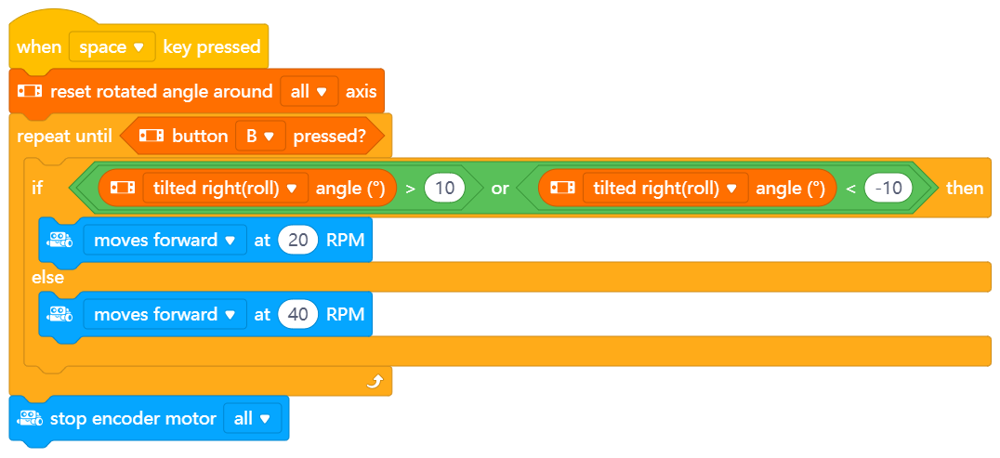 when space key pressed
reset rotated angle around all axis
repeat until button B pressed?
if tilted right(roll) angle (°) > 10 or tilted right(roll) angle (°) < -10 then
moves forward at 20 RPM
else
moves forward at 40 RPM
stop encoder motor all